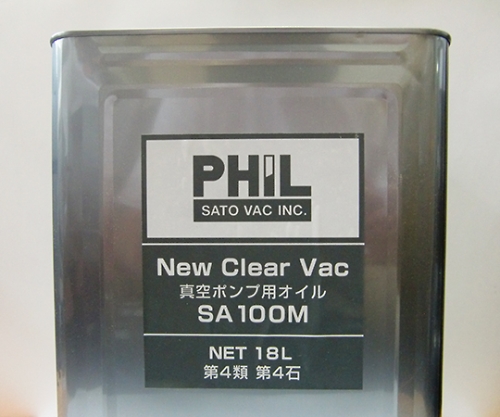 PHIL
SATO VAC INC.
New Clear Vac
真空ポンプ用オイル
SA100M
NET 18L
第4類 第4石